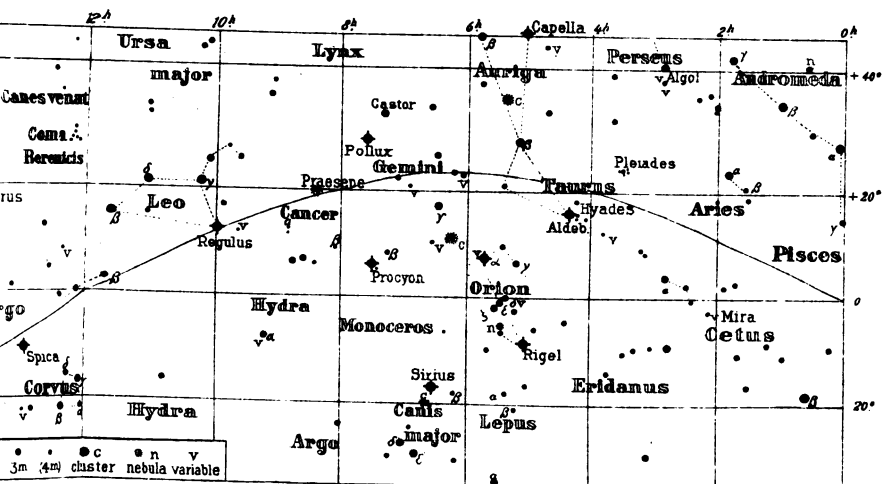 12h 10h 8h 6h 4h 2h 0h
Capella
Ursa
major
Lynx
β
Auriga
v
Perseus
v Algol
v
γ
n
Andromeda
+40°
Canes venat
Coma
Berenicis
Castor
c
β
β
Pollux
Gemini
Pleiades
α
δ
γ
Praesepe
v
v
Taurus
α
β
+20°
rus
Leo
β
Cancer
γ
Hyades
Aldeb.
Aries
γ
Regulus
v
β
v
c
v
α
γ
v
Pisces
v
β
β
Procyon
Orion
0
rgo
Hydra
Monoceros
ζ
ε
δ
v
n
v Mira
Cetus
v α
Spica
Rigel
δ
γ
Corvus
Sirius
β
Eridanus
α
β
v
β
Hydra
Canis
major
β
Lepus
20°
Argo
δ
ε
3m (4m) cluster c nebula n variable v